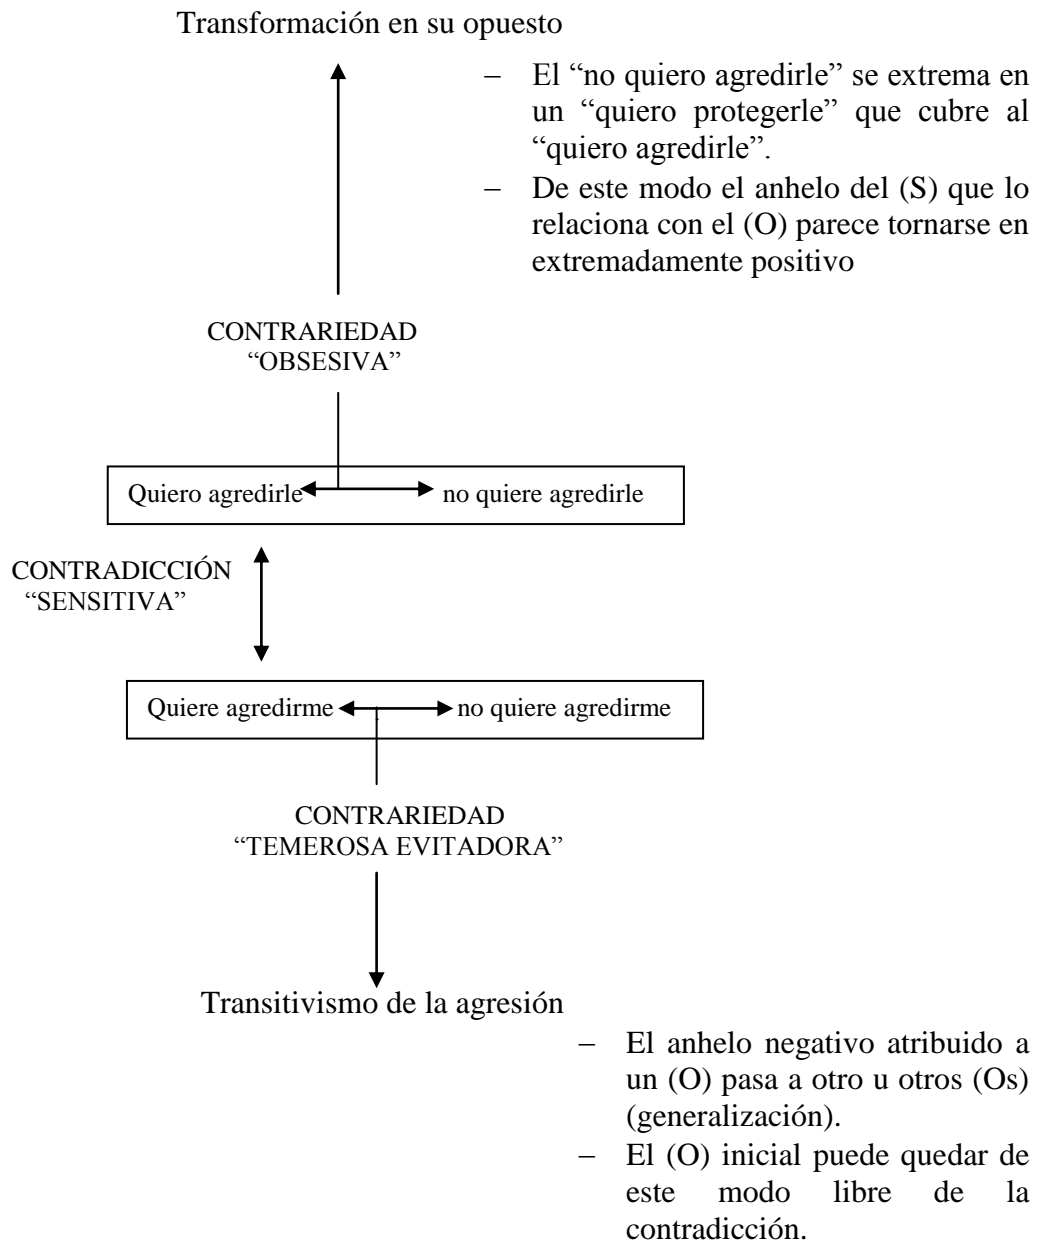 Transformación en su opuesto
– El “no quiero agredirle” se extrema en
un “quiero protegerle” que cubre al
“quiero agredirle”.
– De este modo el anhelo del (S) que lo
relaciona con el (O) parece tornarse en
extremadamente positivo
CONTRARIEDAD
“OBSESIVA”
Quiero agredirle no quiere agredirle
CONTRADICCIÓN
“SENSITIVA”
Quiere agredirme no quiere agredirme
CONTRARIEDAD
“TEMEROSA EVITADORA”
Transitivismo de la agresión
– El anhelo negativo atribuido a
un (O) pasa a otro u otros (Os)
(generalización).
– El (O) inicial puede quedar de
este modo libre de la
contradicción.